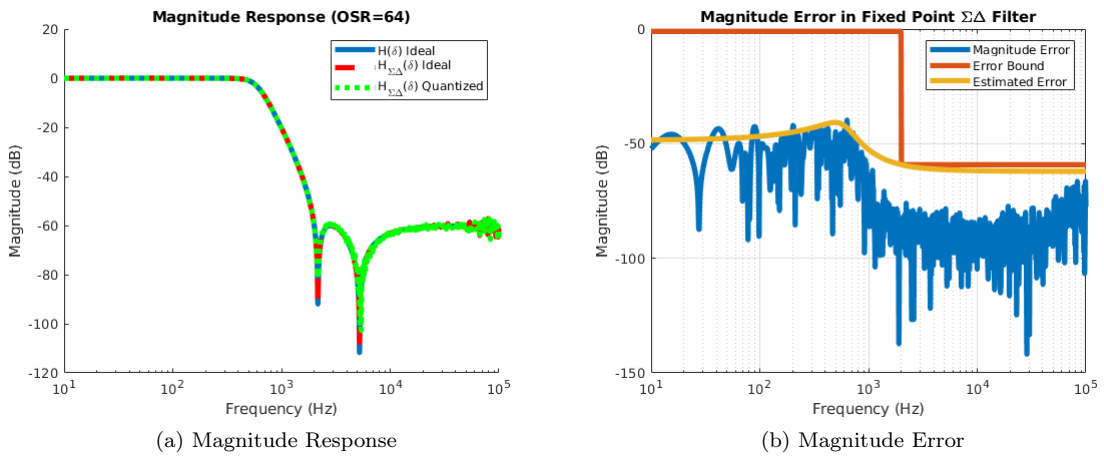 Magnitude Response (OSR=64)
Magnitude (dB)
20
0
-20
-40
-60
-80
-100
-120
H(δ) Ideal
H_ΣΔ(δ) Ideal
H_ΣΔ(δ) Quantized
10^1
10^2
10^3
10^4
10^5
Frequency (Hz)
(a) Magnitude Response
Magnitude Error in Fixed Point ΣΔ Filter
Magnitude (dB)
0
-50
-100
-150
Magnitude Error
Error Bound
Estimated Error
10^1
10^2
10^3
10^4
10^5
Frequency (Hz)
(b) Magnitude Error